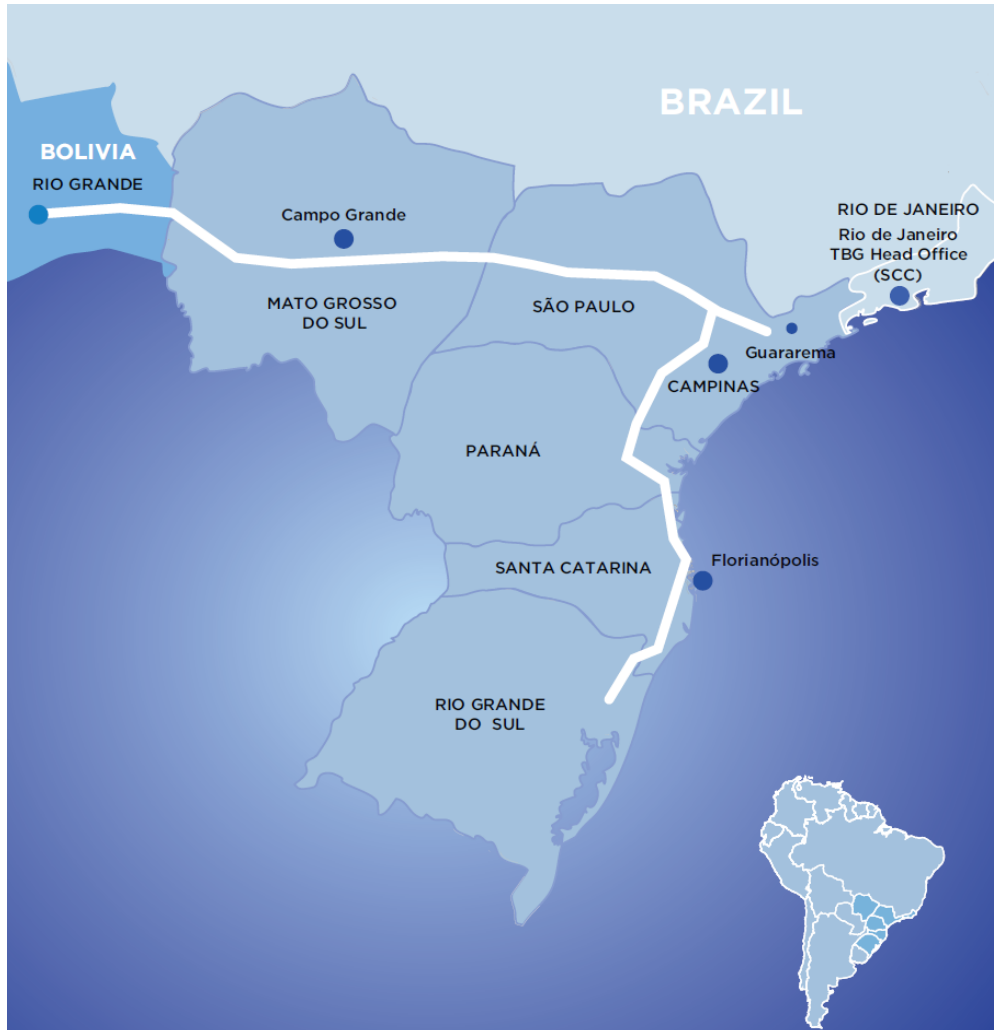 BRAZIL
BOLIVIA
RIO GRANDE
RIO DE JANEIRO
Rio de Janeiro
TBG Head Office
(SCC)
Campo Grande
MATO GROSSO
DO SUL
SÃO PAULO
Guararema
CAMPINAS
PARANÁ
SANTA CATARINA
Florianópolis
RIO GRANDE
DO SUL